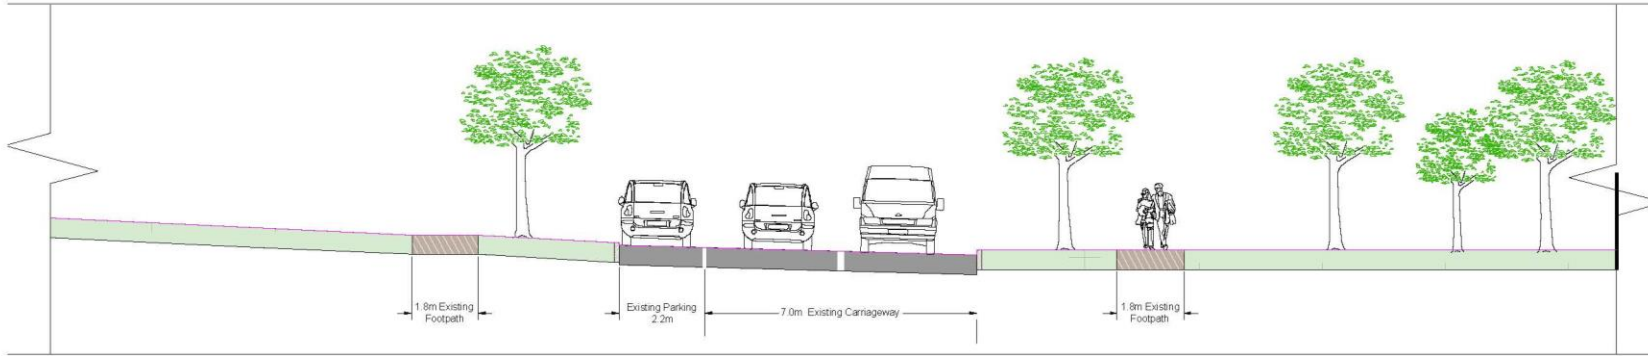 1.8m Existing
Footpath
Existing Parking
2.2m
7.0m Existing Carriageway
1.8m Existing
Footpath